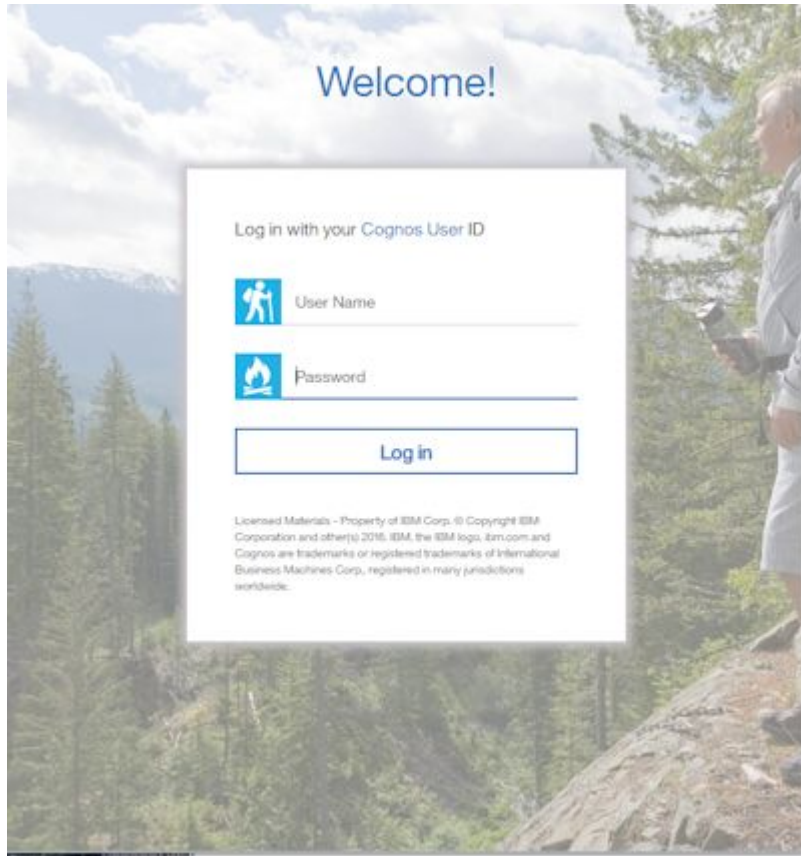 Welcome!
Log in with your Cognos User ID
User Name
Password
Log in
Licensed Materials - Property of IBM Corp. © Copyright IBM
Corporation and other(s) 2016. IBM, the IBM logo, ibm.com and
Cognos are trademarks or registered trademarks of International
Business Machines Corp., registered in many jurisdictions
worldwide.